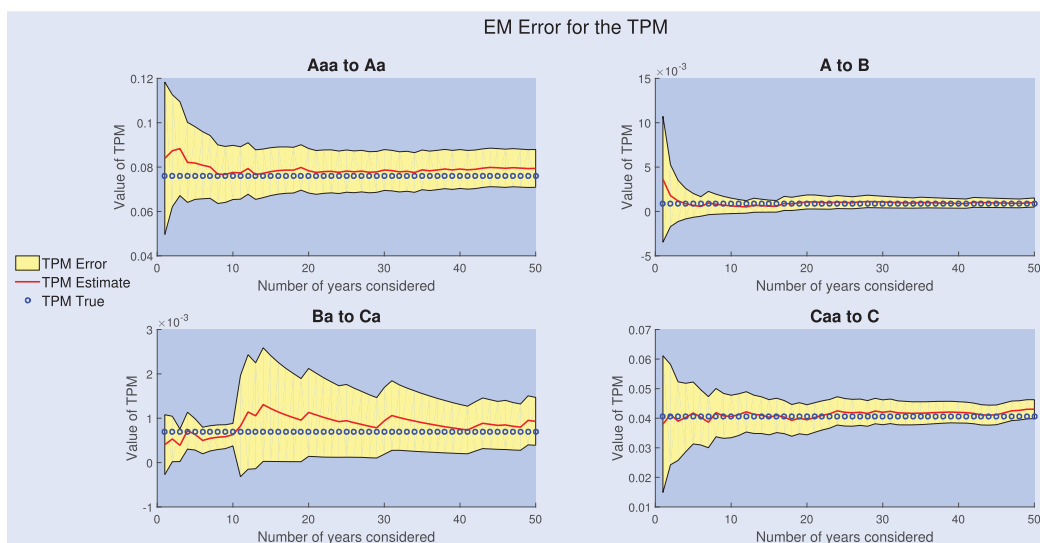 EM Error for the TPM
Aaa to Aa
0.12
0.1
0.08
0.06
0.04
Value of TPM
0 10 20 30 40 50
Number of years considered
A to B
×10⁻³
15
10
5
0
-5
Value of TPM
0 10 20 30 40 50
Number of years considered
TPM Error
TPM Estimate
TPM True
Ba to Ca
×10⁻³
3
2
1
0
-1
Value of TPM
0 10 20 30 40 50
Number of years considered
Caa to C
0.07
0.06
0.05
0.04
0.03
0.02
0.01
Value of TPM
0 10 20 30 40 50
Number of years considered